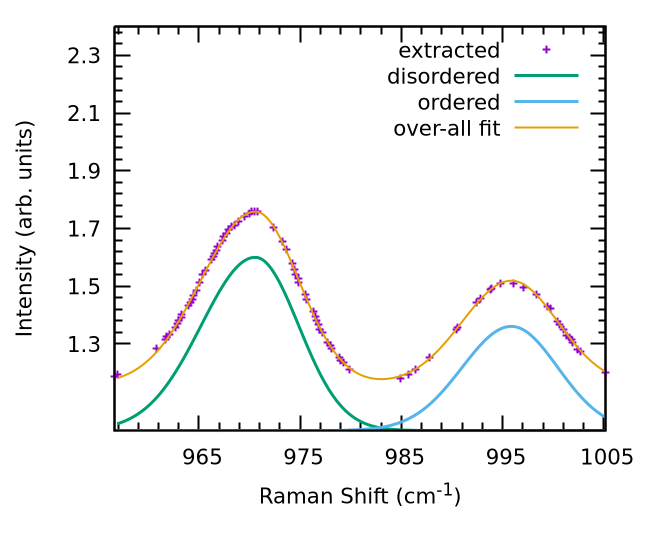 extracted
disordered
ordered
over-all fit
2.3
2.1
1.9
1.7
1.5
1.3
Intensity (arb. units)
965 975 985 995 1005
Raman Shift (cm⁻¹)